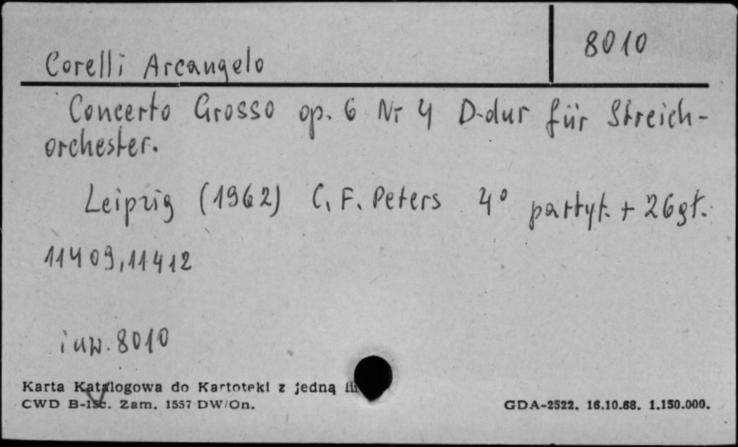 Corelli Arcangelo
8010
Concerto Grosso op. 6 Nr 4 D-dur für Streich-
orchester.
Leipzig (1962) C. F. Peters 4° partyt. + 26 gł.
11409, 11412
inw. 8010
Karta Katalogowa do Kartoteki z jedną
CWD Zam. 1557 DW/On.
GDA-2522. 16.10.68. 1.150.000.